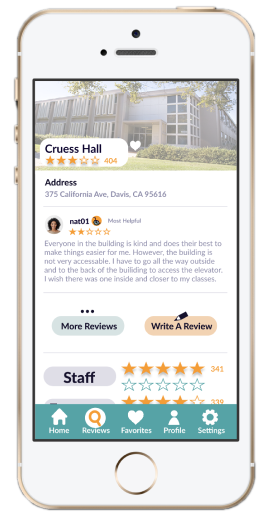 Cruess Hall
404
Address
375 California Ave, Davis, CA 95616
nat01 Most Helpful
Everyone in the building is kind and does their best to
make things easier for me. However, the building is
not very accessable. I have to go all the way outside
and to the back of the building to access the elevator.
I wish there was one inside and closer to my classes.
More Reviews
Write A Review
Staff
341
339
Home
Reviews
Favorites
Profile
Settings